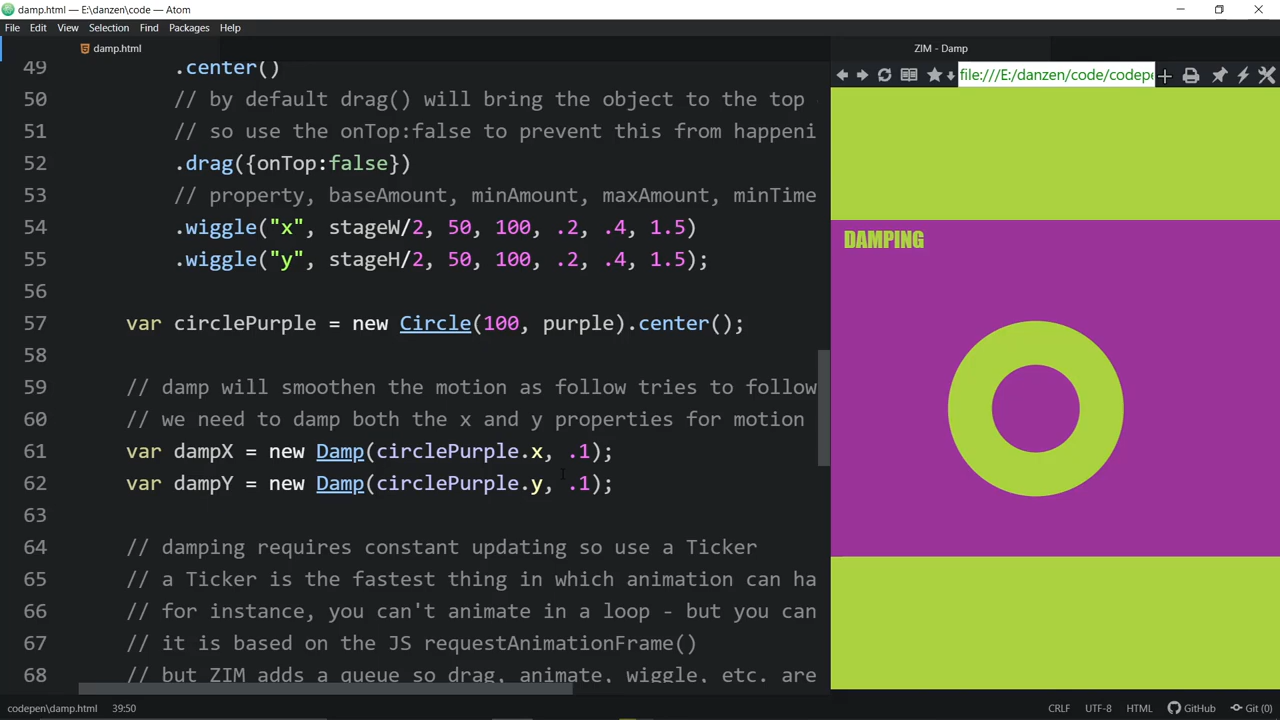 damp.html — E:\danzen\code — Atom
File Edit View Selection Find Packages Help
damp.html
ZIM - Damp
file:///E:/danzen/code/codepe
49 .center()
50 // by default drag() will bring the object to the top
51 // so use the onTop:false to prevent this from happeni
52 .drag({onTop:false})
53 // property, baseAmount, minAmount, maxAmount, minTime
54 .wiggle("x", stageW/2, 50, 100, .2, .4, 1.5)
55 .wiggle("y", stageH/2, 50, 100, .2, .4, 1.5);
56
57 var circlePurple = new Circle(100, purple).center();
58
59 // damp will smoothen the motion as follow tries to follow
60 // we need to damp both the x and y properties for motion
61 var dampX = new Damp(circlePurple.x, .1);
62 var dampY = new Damp(circlePurple.y, .1);
63
64 // damping requires constant updating so use a Ticker
65 // a Ticker is the fastest thing in which animation can ha
66 // for instance, you can't animate in a loop - but you can
67 // it is based on the JS requestAnimationFrame()
68 // but ZIM adds a queue so drag, animate, wiggle, etc. are
DAMPING
codepen\damp.html 39:50
CRLF UTF-8 HTML GitHub Git (0)